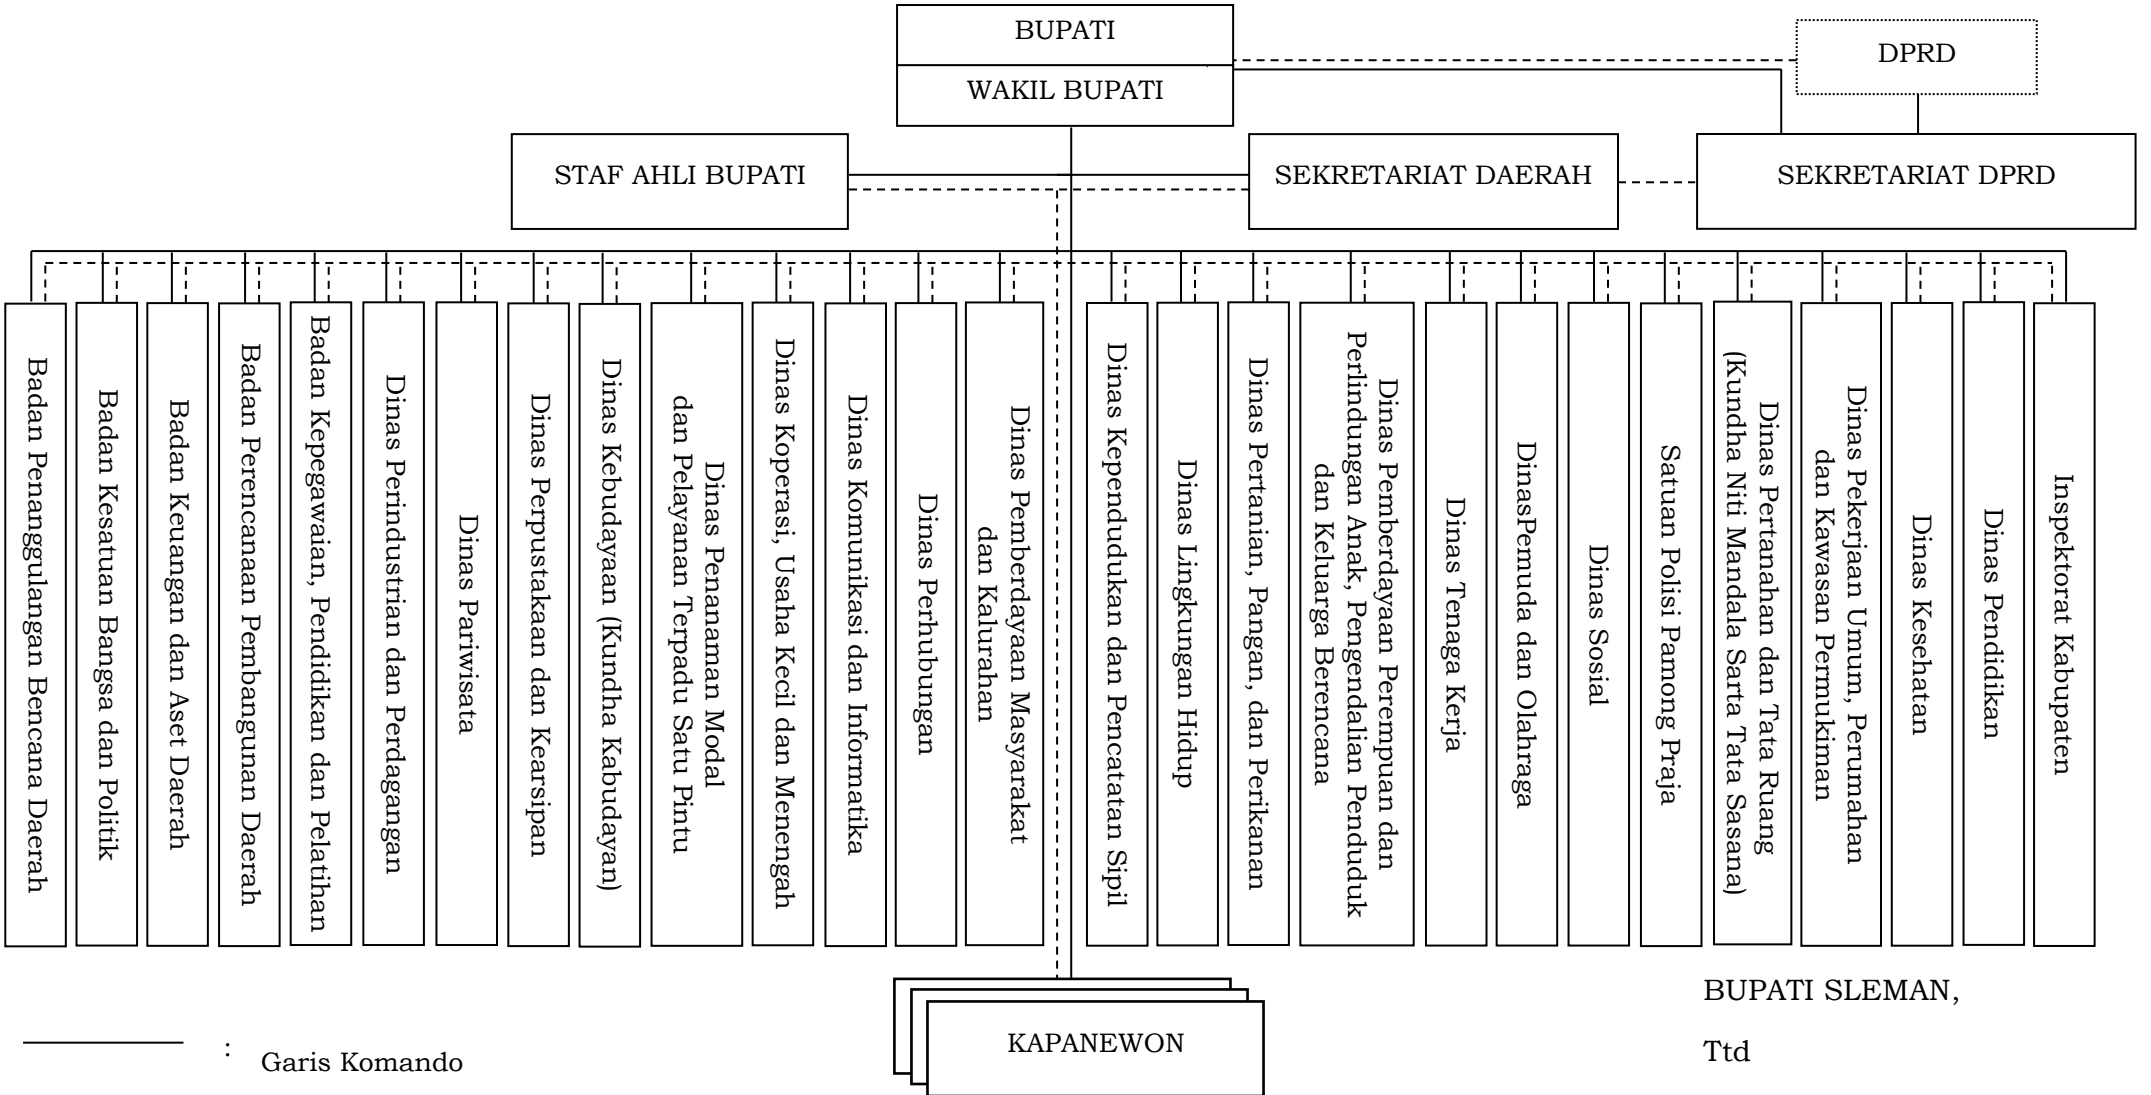 BUPATI
WAKIL BUPATI
DPRD
STAF AHLI BUPATI
SEKRETARIAT DAERAH
SEKRETARIAT DPRD
Badan Penanggulangan Bencana Daerah
Badan Kesatuan Bangsa dan Politik
Badan Keuangan dan Aset Daerah
Badan Perencanaan Pembangunan Daerah
Badan Kepegawaian, Pendidikan dan Pelatihan
Dinas Perindustrian dan Perdagangan
Dinas Pariwisata
Dinas Perpustakaan dan Kearsipan
Dinas Kebudayaan (Kundha Kabudayan)
Dinas Penanaman Modal
dan Pelayanan Terpadu Satu Pintu
Dinas Koperasi, Usaha Kecil dan Menengah
Dinas Komunikasi dan Informatika
Dinas Perhubungan
Dinas Pemberdayaan Masyarakat
dan Kalurahan
Dinas Kependudukan dan Pencatatan Sipil
Dinas Lingkungan Hidup
Dinas Pertanian, Pangan, dan Perikanan
Dinas Pemberdayaan Perempuan dan
Perlindungan Anak, Pengendalian Penduduk
dan Keluarga Berencana
Dinas Tenaga Kerja
DinasPemuda dan Olahraga
Dinas Sosial
Satuan Polisi Pamong Praja
Dinas Pertanahan dan Tata Ruang
(Kundha Niti Mandala Sarta Tata Sasana)
Dinas Pekerjaan Umum, Perumahan
dan Kawasan Permukiman
Dinas Kesehatan
Dinas Pendidikan
Inspektorat Kabupaten
KAPANEWON
: Garis Komando
BUPATI SLEMAN,
Ttd